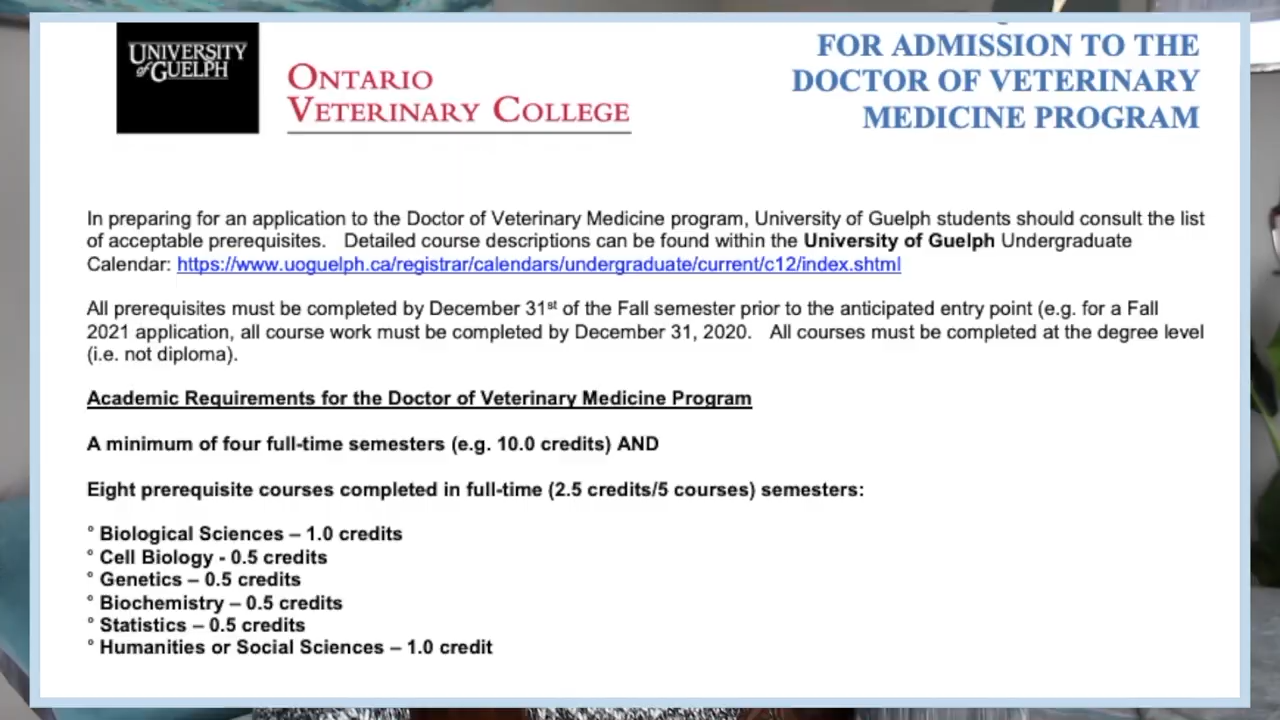 UNIVERSITY
of GUELPH
ONTARIO
VETERINARY COLLEGE
FOR ADMISSION TO THE
DOCTOR OF VETERINARY
MEDICINE PROGRAM
In preparing for an application to the Doctor of Veterinary Medicine program, University of Guelph students should consult the list
of acceptable prerequisites. Detailed course descriptions can be found within the University of Guelph Undergraduate
Calendar: https://www.uoguelph.ca/registrar/calendars/undergraduate/current/c12/index.shtml
All prerequisites must be completed by December 31st of the Fall semester prior to the anticipated entry point (e.g. for a Fall
2021 application, all course work must be completed by December 31, 2020. All courses must be completed at the degree level
(i.e. not diploma).
Academic Requirements for the Doctor of Veterinary Medicine Program
A minimum of four full-time semesters (e.g. 10.0 credits) AND
Eight prerequisite courses completed in full-time (2.5 credits/5 courses) semesters:
° Biological Sciences – 1.0 credits
° Cell Biology - 0.5 credits
° Genetics – 0.5 credits
° Biochemistry – 0.5 credits
° Statistics – 0.5 credits
° Humanities or Social Sciences – 1.0 credit